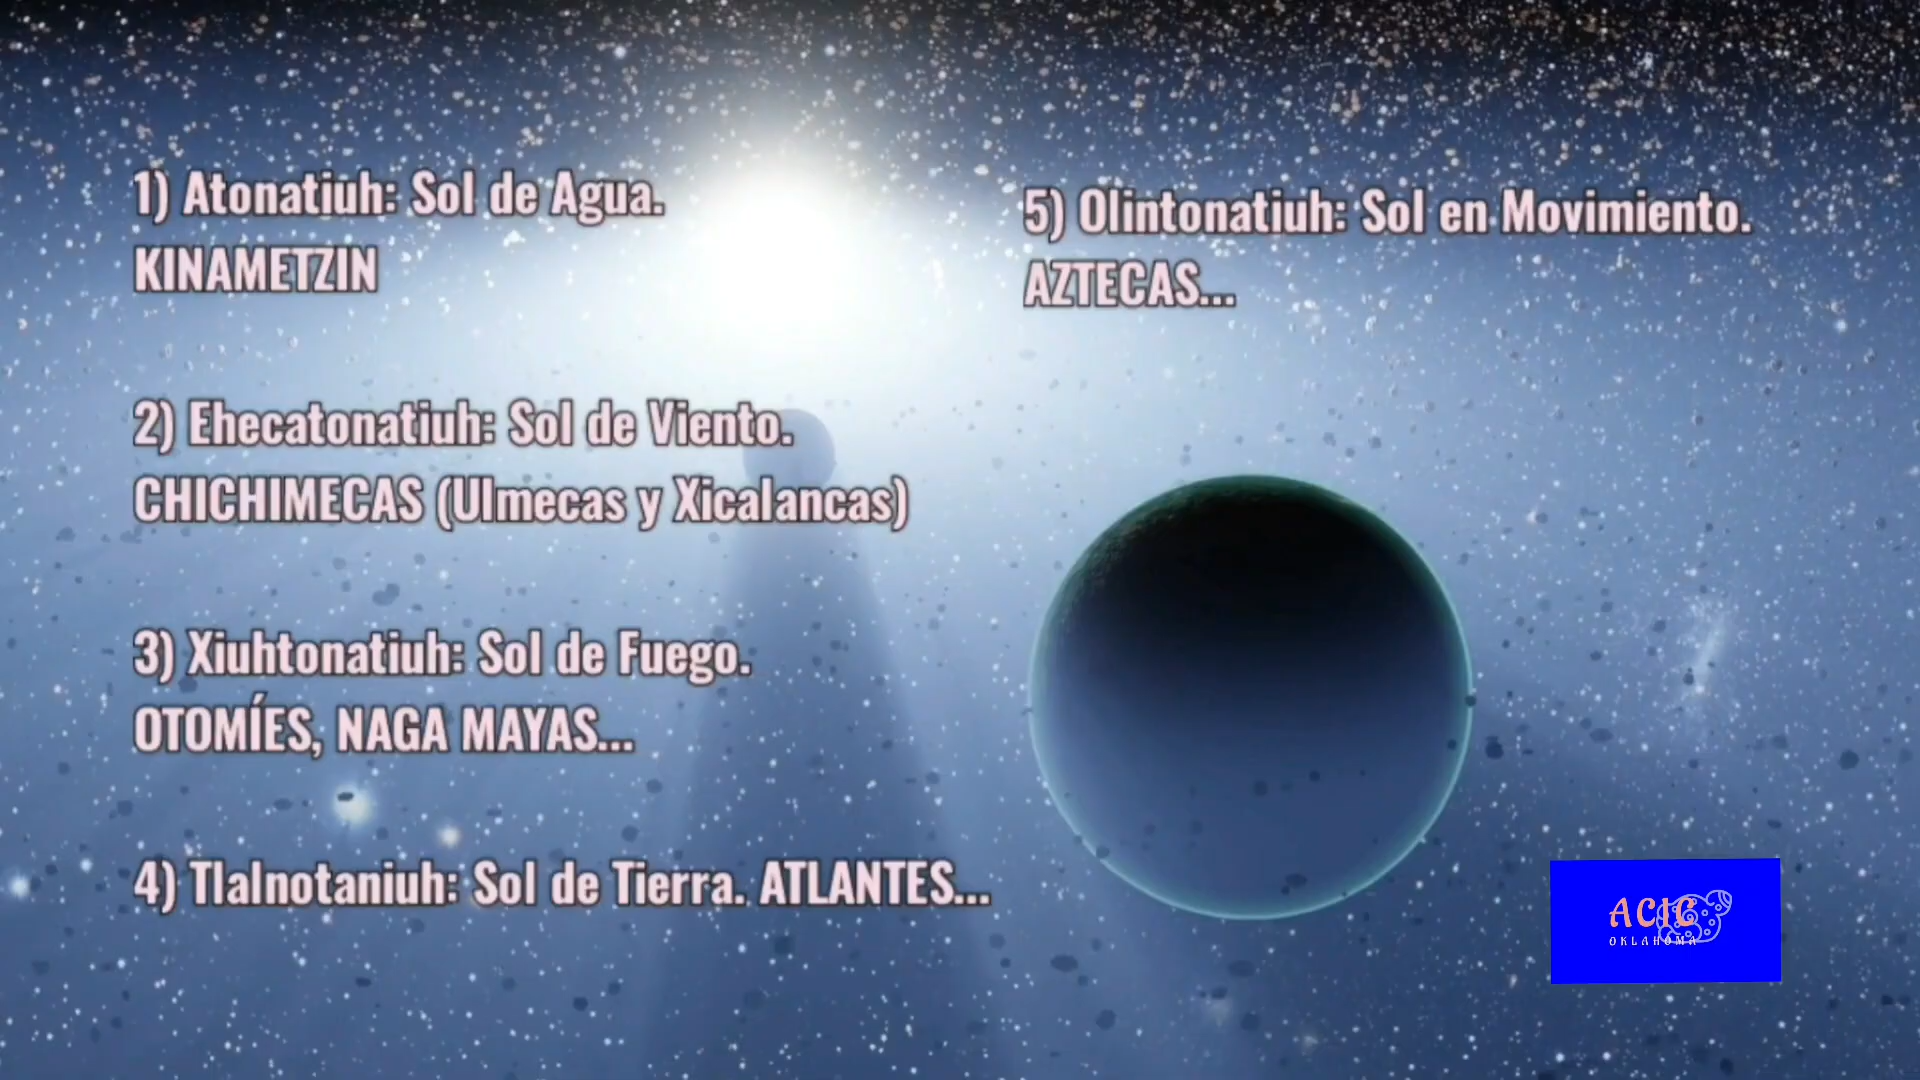 1) Atonatiuh: Sol de Agua.
KINAMETZIN
2) Ehecatonatiuh: Sol de Viento.
CHICHIMECAS (Ulmecas y Xicalancas)
3) Xiuhtonatiuh: Sol de Fuego.
OTOMÍES, NAGA MAYAS...
4) Tlalnotaniuh: Sol de Tierra. ATLANTES...
5) Olintonatiuh: Sol en Movimiento.
AZTECAS...
ACIC
OKLAHOMA